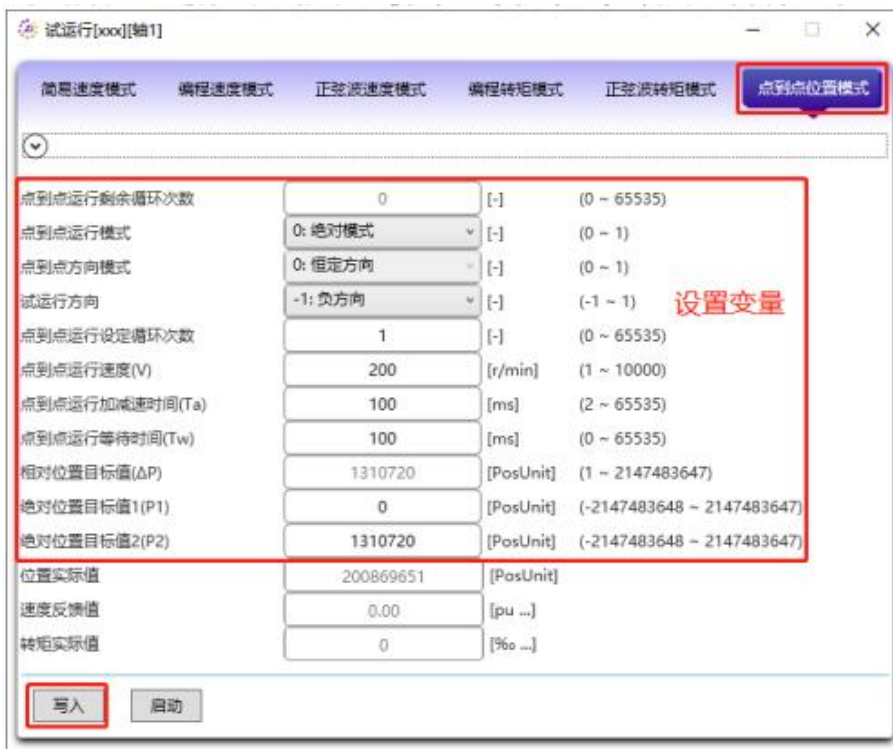 试运行[xxx][轴1]
简易速度模式 编程速度模式 正弦波速度模式 编程转矩模式 正弦波转矩模式 点到点位置模式
点到点运行剩余循环次数 0 [-] (0 ~ 65535)
点到点运行模式 0: 绝对模式 [-] (0 ~ 1)
点到点方向模式 0: 恒定方向 [-] (0 ~ 1)
试运行方向 -1: 负方向 [-] (-1 ~ 1) 设置变量
点到点运行设定循环次数 1 [-] (0 ~ 65535)
点到点运行速度(V) 200 [r/min] (1 ~ 10000)
点到点运行加减速时间(Ta) 100 [ms] (2 ~ 65535)
点到点运行等待时间(Tw) 100 [ms] (0 ~ 65535)
相对位置目标值(ΔP) 1310720 [PosUnit] (1 ~ 2147483647)
绝对位置目标值1(P1) 0 [PosUnit] (-2147483648 ~ 2147483647)
绝对位置目标值2(P2) 1310720 [PosUnit] (-2147483648 ~ 2147483647)
位置实际值 200869651 [PosUnit]
速度反馈值 0.00 [pu ...]
转矩实际值 0 [‰ ...]
写入 启动